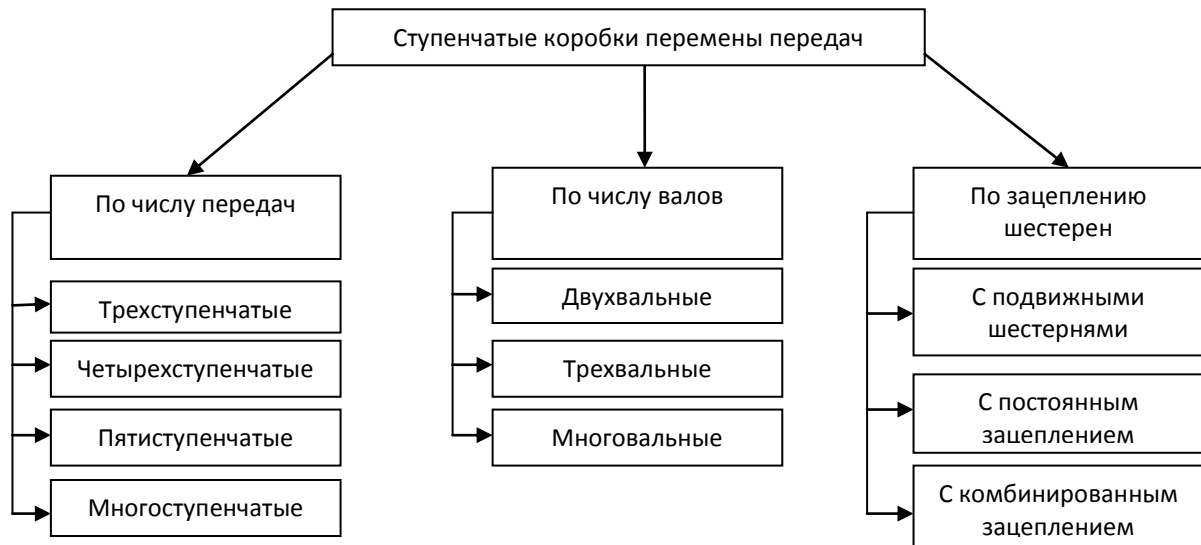 Ступенчатые коробки перемены передач
По числу передач
Трехступенчатые
Четырехступенчатые
Пятиступенчатые
Многоступенчатые
По числу валов
Двухвальные
Трехвальные
Многовальные
По зацеплению
шестерен
С подвижными
шестернями
С постоянным
зацеплением
С комбинированным
зацеплением